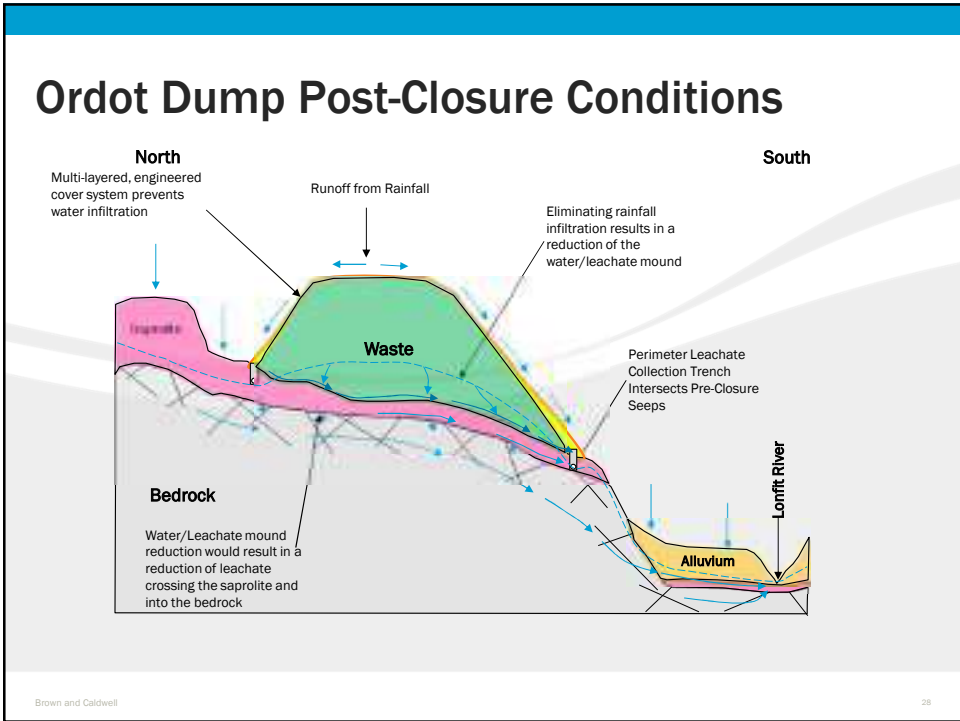 Ordot Dump Post-Closure Conditions
North
South
Multi-layered, engineered
cover system prevents
water infiltration
Runoff from Rainfall
Eliminating rainfall
infiltration results in a
reduction of the
water/leachate mound
Saprolite
Waste
Perimeter Leachate
Collection Trench
Intersects Pre-Closure
Seeps
Lonfit River
Bedrock
Water/Leachate mound
reduction would result in a
reduction of leachate
crossing the saprolite and
into the bedrock
Alluvium
Brown and Caldwell
28